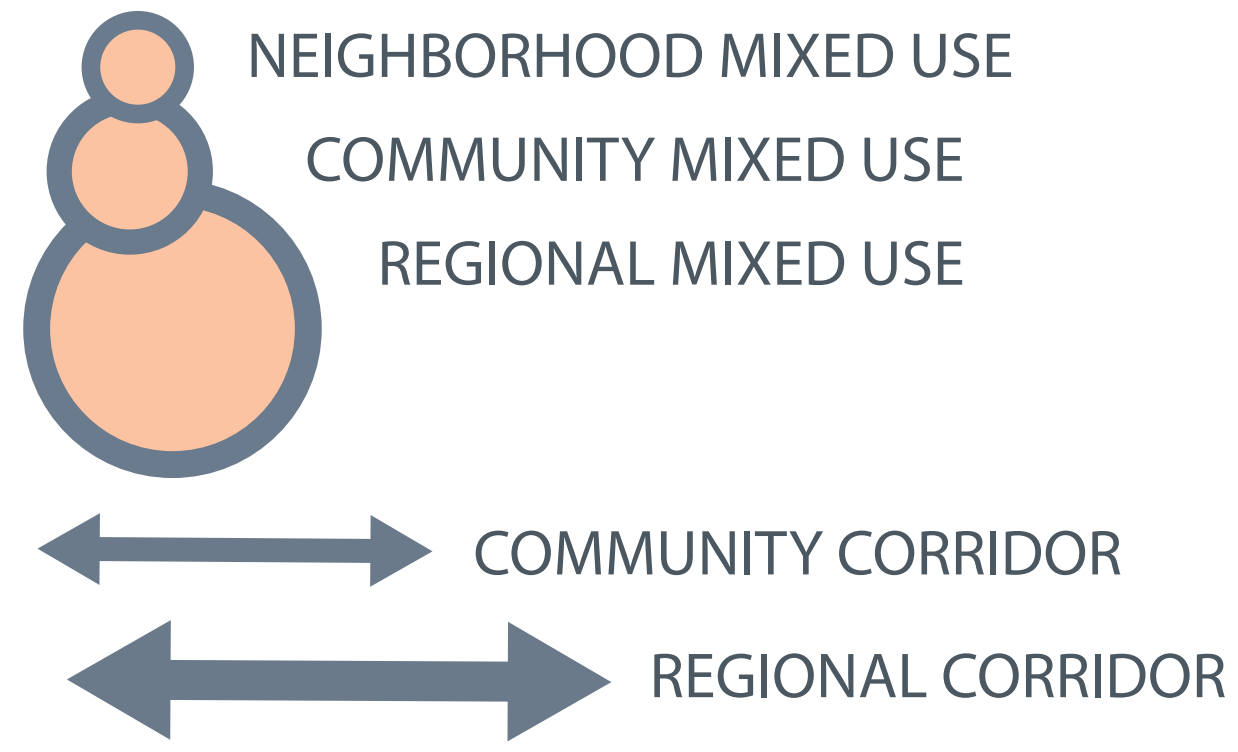 NEIGHBORHOOD MIXED USE
COMMUNITY MIXED USE
REGIONAL MIXED USE
COMMUNITY CORRIDOR
REGIONAL CORRIDOR